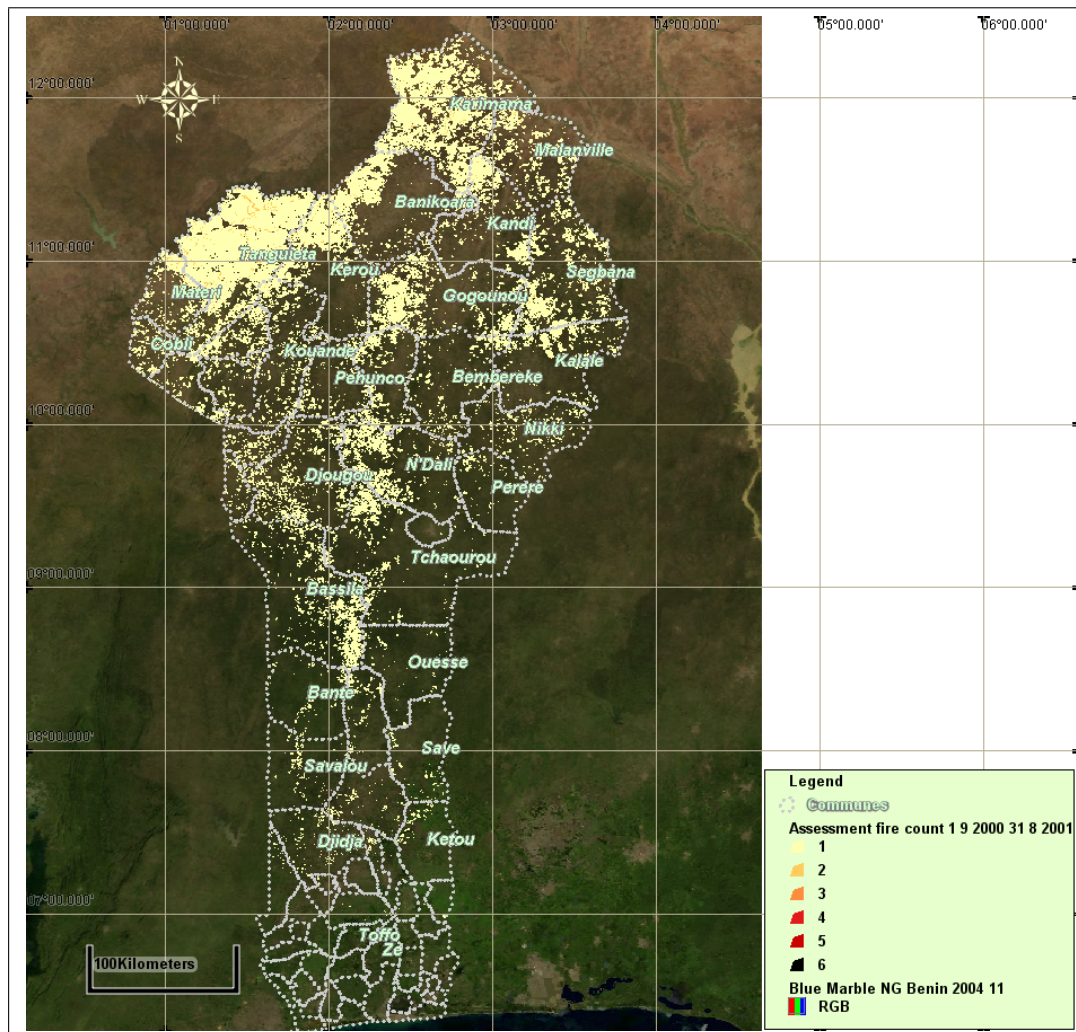 01°00.000'
02°00.000'
03°00.000'
04°00.000'
05°00.000'
06°00.000'
N
W E
S
12°00.000'
Karimama
Malanville
Banikoara
Kandi
11°00.000'
Tanguieta
Kerou
Segbana
Materi
Gogounou
Cobli
Kouande
Kalale
Pehunco
Bembereke
10°00.000'
Nikki
N'Dali
Djougou
Perere
Tchaourou
09°00.000'
Bassila
Ouesse
Bante
08°00.000'
Save
Savalou
Djidja
Ketou
07°00.000'
Toffo
Ze
100Kilometers
Legend
Communes
Assessment fire count 1 9 2000 31 8 2001
1
2
3
4
5
6
Blue Marble NG Benin 2004 11
RGB